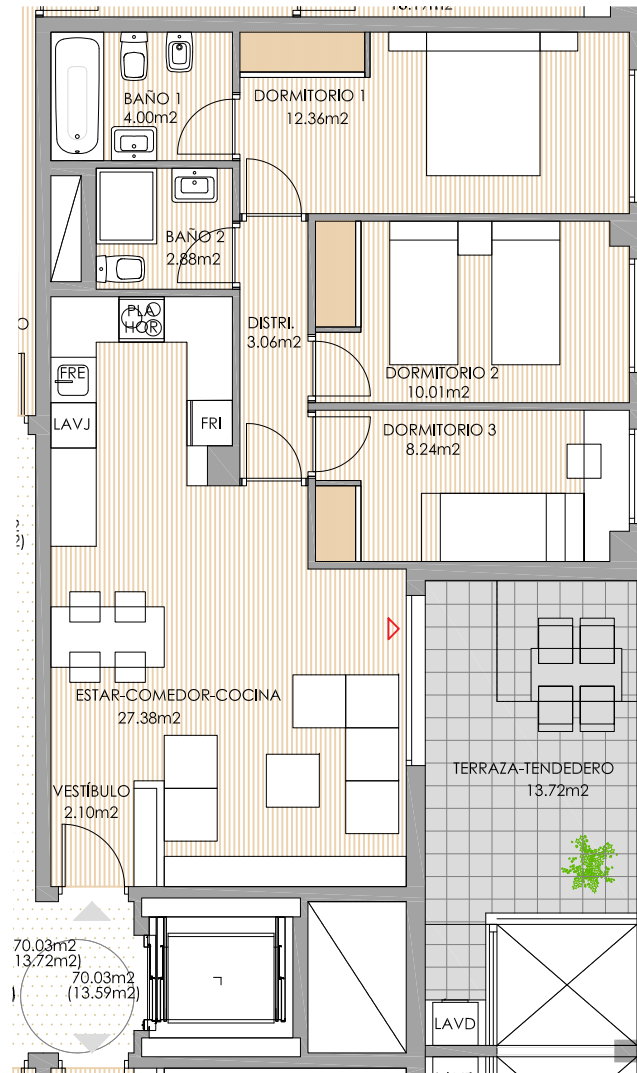 BAÑO 1
4.00m2
DORMITORIO 1
12.36m2
BAÑO 2
2.88m2
PLA
HOR
DISTRI.
3.06m2
FRE
LAVJ
FRI
DORMITORIO 2
10.01m2
DORMITORIO 3
8.24m2
ESTAR-COMEDOR-COCINA
27.38m2
VESTÍBULO
2.10m2
TERRAZA-TENDEDERO
13.72m2
70.03m2
13.72m2)
70.03m2
(13.59m2)
LAVD